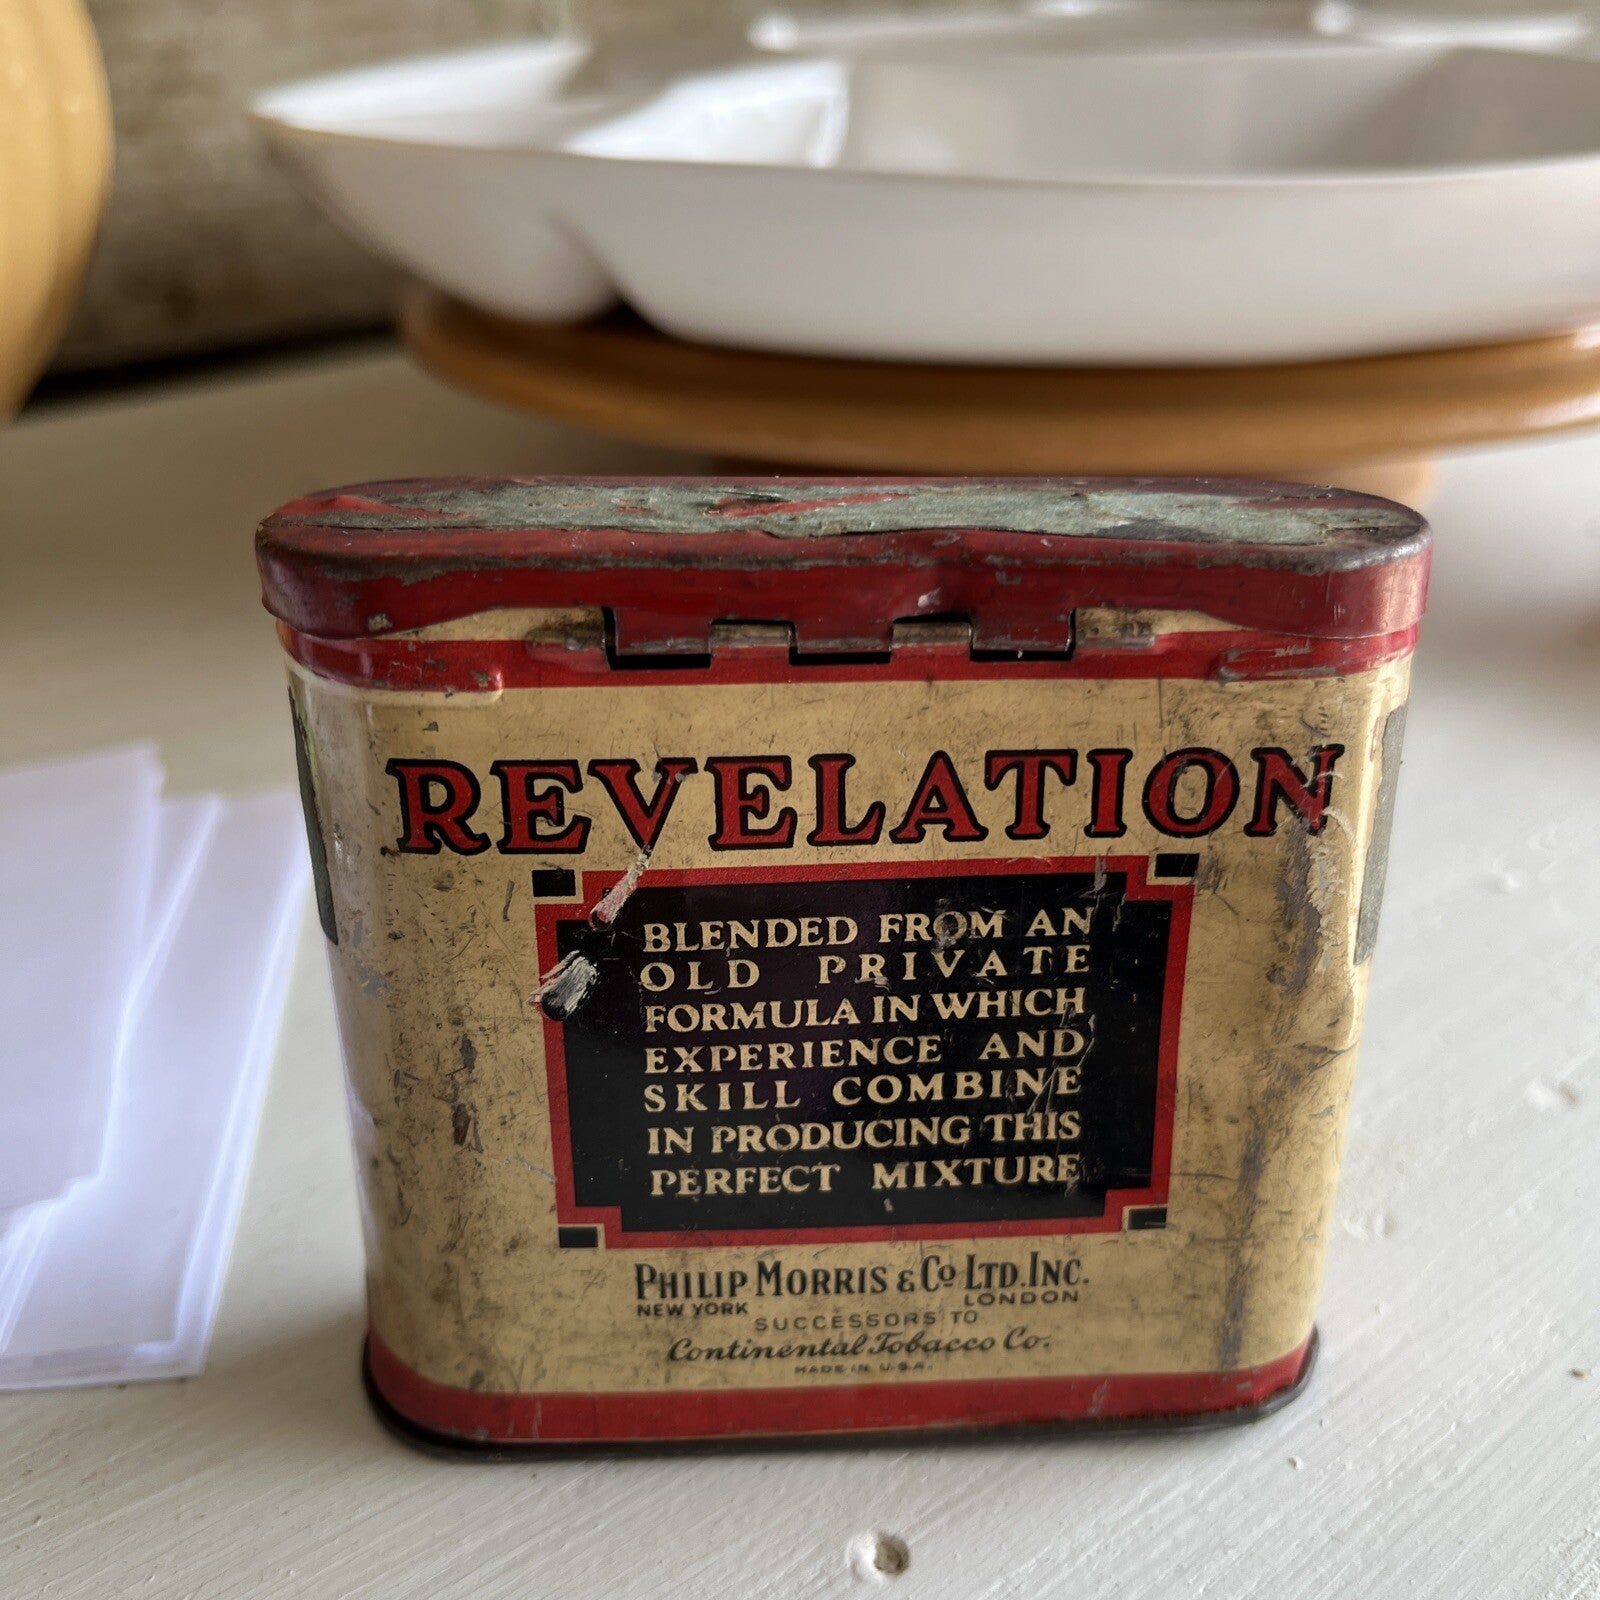 REVELATION
BLENDED FROM AN
OLD PRIVATE
FORMULA IN WHICH
EXPERIENCE AND
SKILL COMBINE
IN PRODUCING THIS
PERFECT MIXTURE
PHILIP MORRIS & Co LTD. INC.
NEW YORK LONDON
SUCCESSORS TO
Continental Tobacco Co.
MADE IN U.S.A.